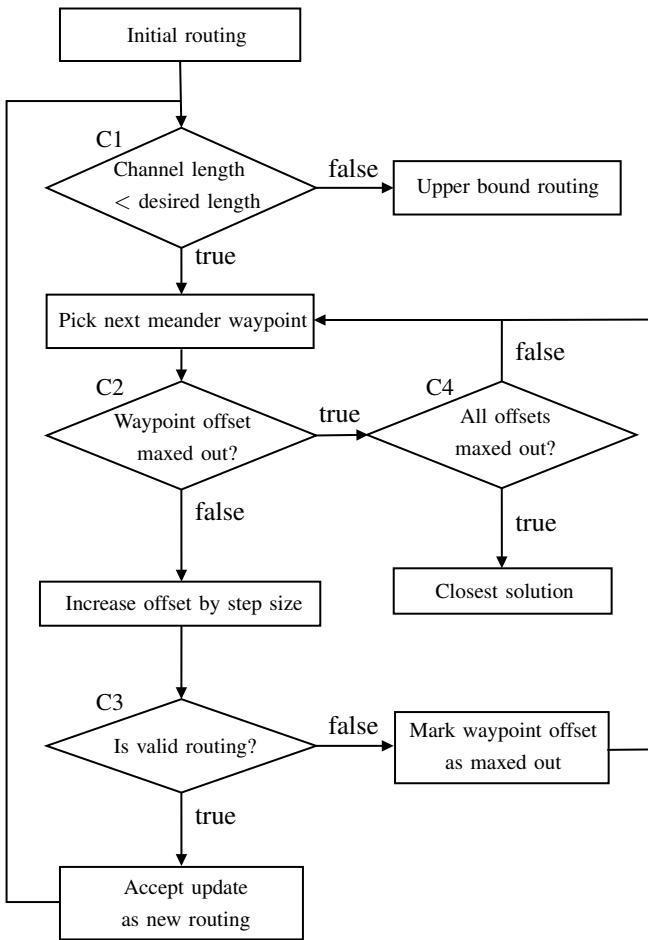 Initial routing
C1
Channel length
< desired length
false
Upper bound routing
true
Pick next meander waypoint
false
C2
Waypoint offset
maxed out?
true
C4
All offsets
maxed out?
false
true
Increase offset by step size
Closest solution
C3
Is valid routing?
false
Mark waypoint offset
as maxed out
true
Accept update
as new routing